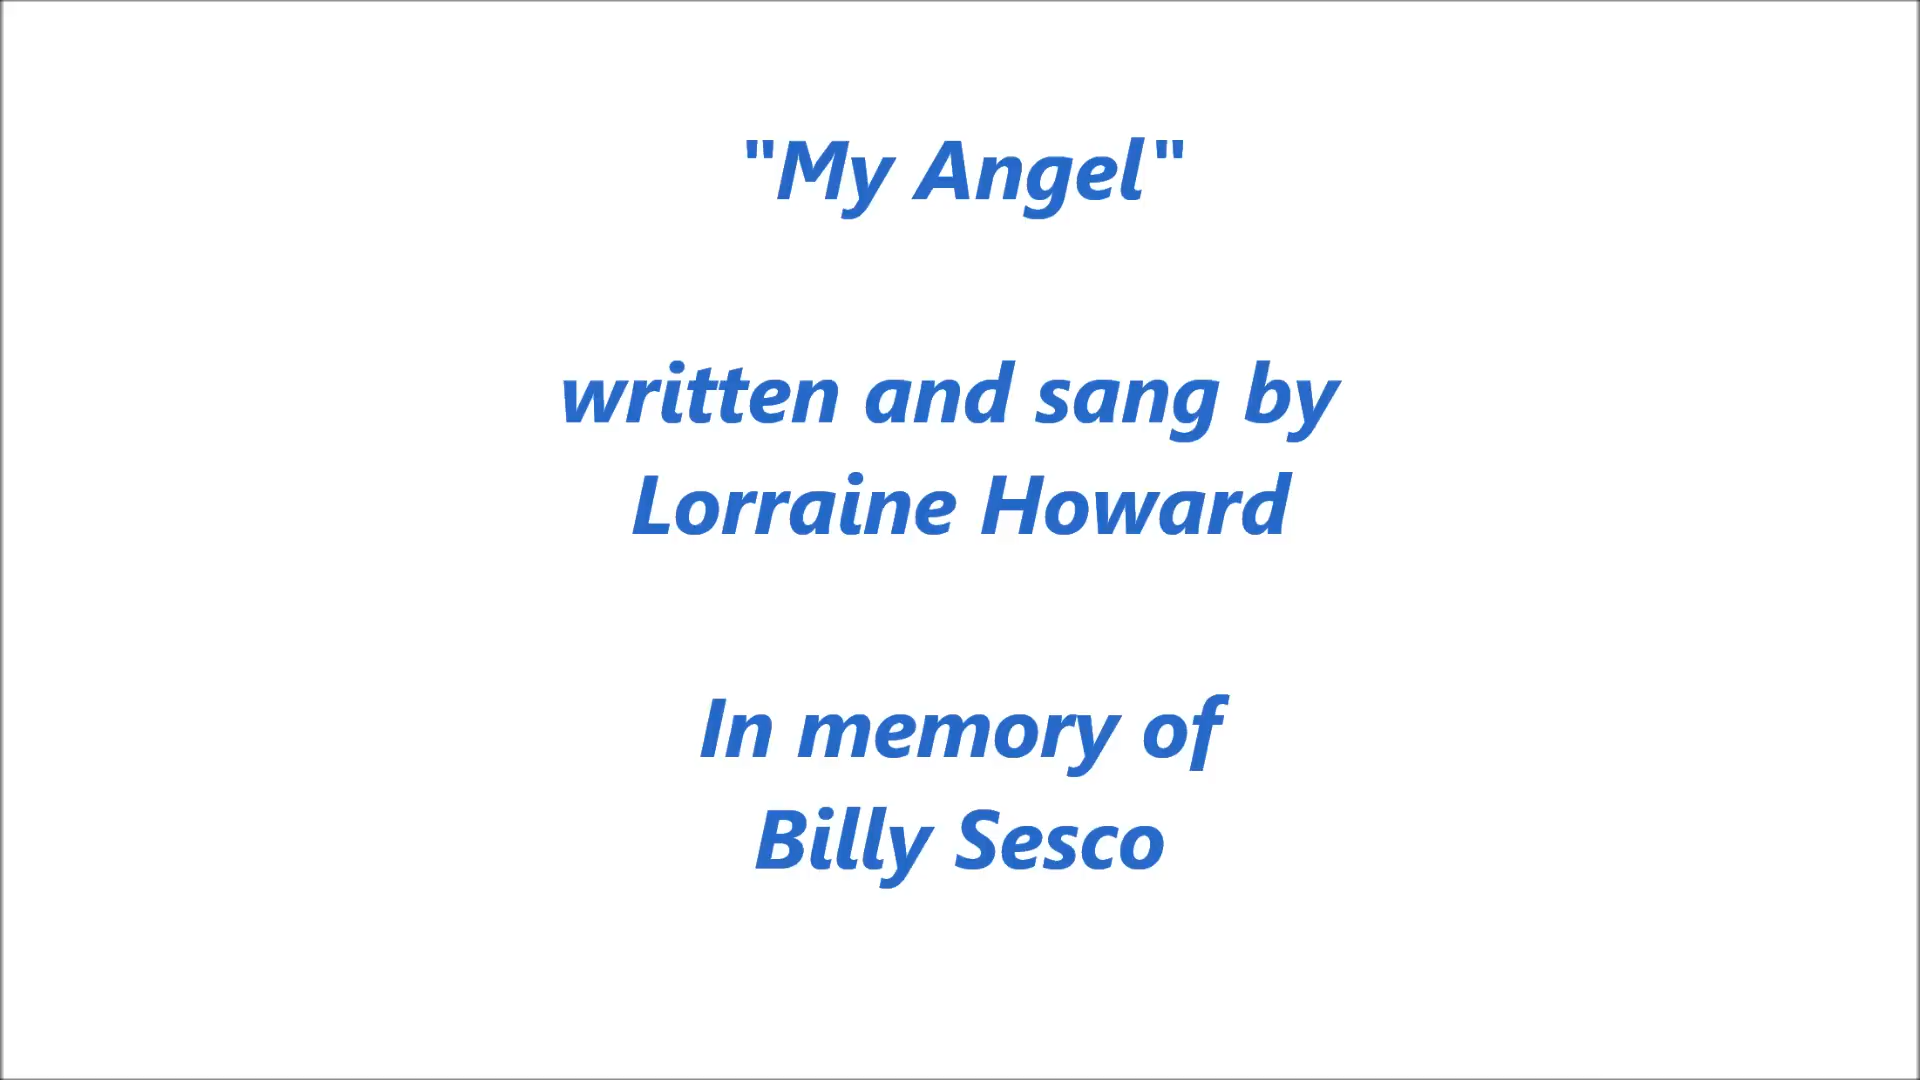 "My Angel"
written and sang by
Lorraine Howard
In memory of
Billy Sesco